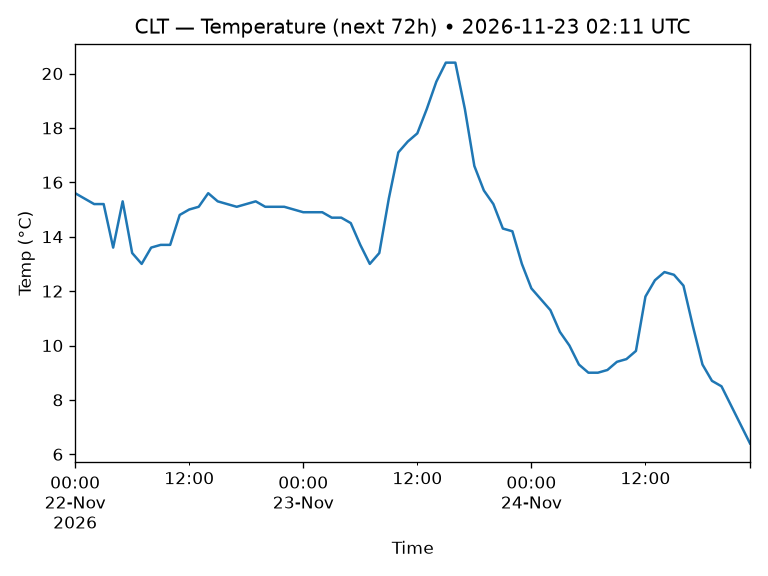 CLT — Temperature (next 72h) • 2026-11-23 02:11 UTC
Temp (°C)
20
18
16
14
12
10
8
6
00:00 12:00 00:00 12:00 00:00 12:00
22-Nov 23-Nov 24-Nov
2026
Time